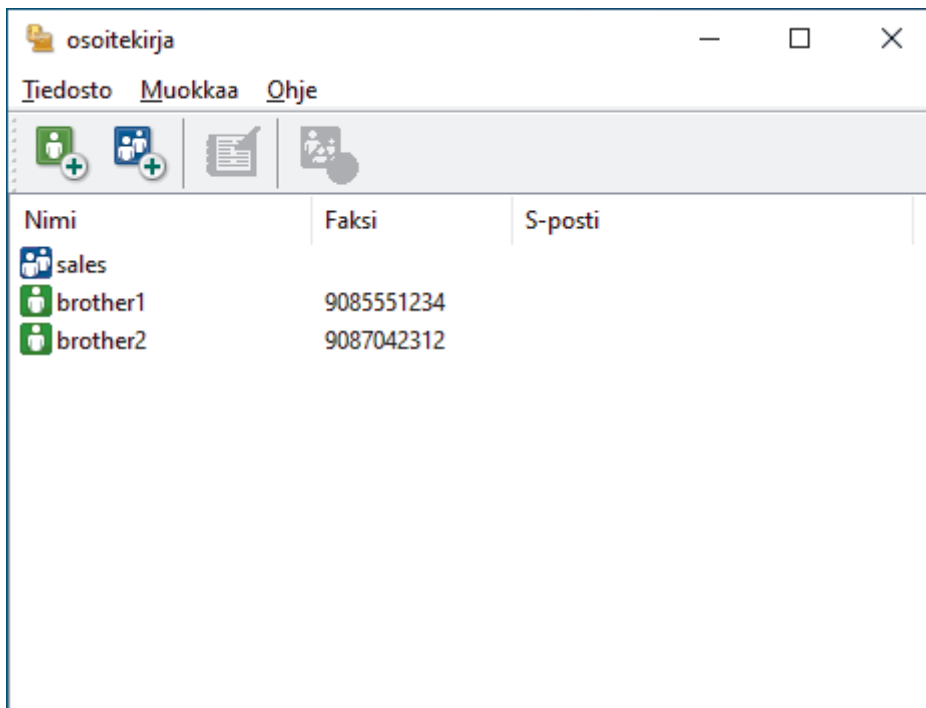 osoitekirja
Tiedosto Muokkaa Ohje
Nimi Faksi S-posti
sales
brother1 9085551234
brother2 9087042312